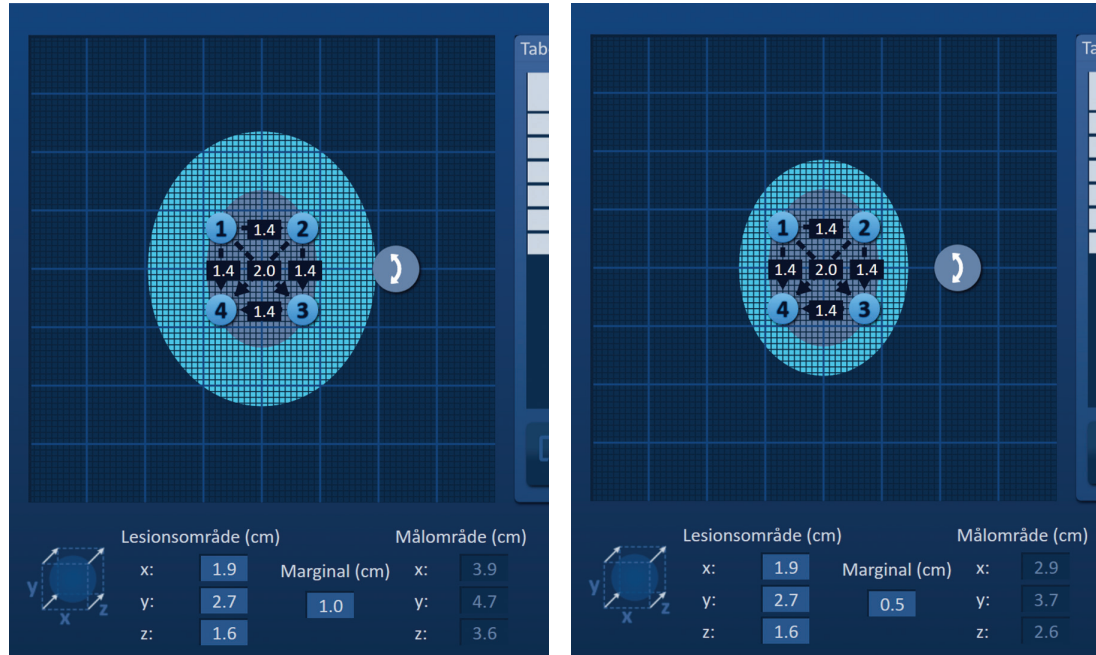 Tab
1 1.4 2
1.4 2.0 1.4
4 1.4 3
Lesionsområde (cm)
Målområde (cm)
x: 1.9
Marginal (cm)
x: 3.9
y: 2.7
1.0
y: 4.7
z: 1.6
z: 3.6
y
x
z
Ta
1 1.4 2
1.4 2.0 1.4
4 1.4 3
Lesionsområde (cm)
Målområde (cm)
x: 1.9
Marginal (cm)
x: 2.9
y: 2.7
0.5
y: 3.7
z: 1.6
z: 2.6
y
x
z